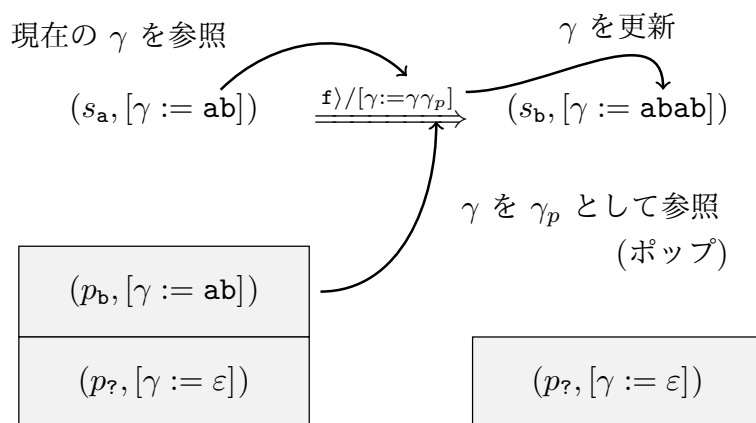 現在の γ を参照
γ を更新
(s_a, [γ := ab])
f⟩/[γ:=γγ_p]
(s_b, [γ := abab])
γ を γ_p として参照
(ポップ)
(p_b, [γ := ab])
(p_?, [γ := ε])
(p_?, [γ := ε])